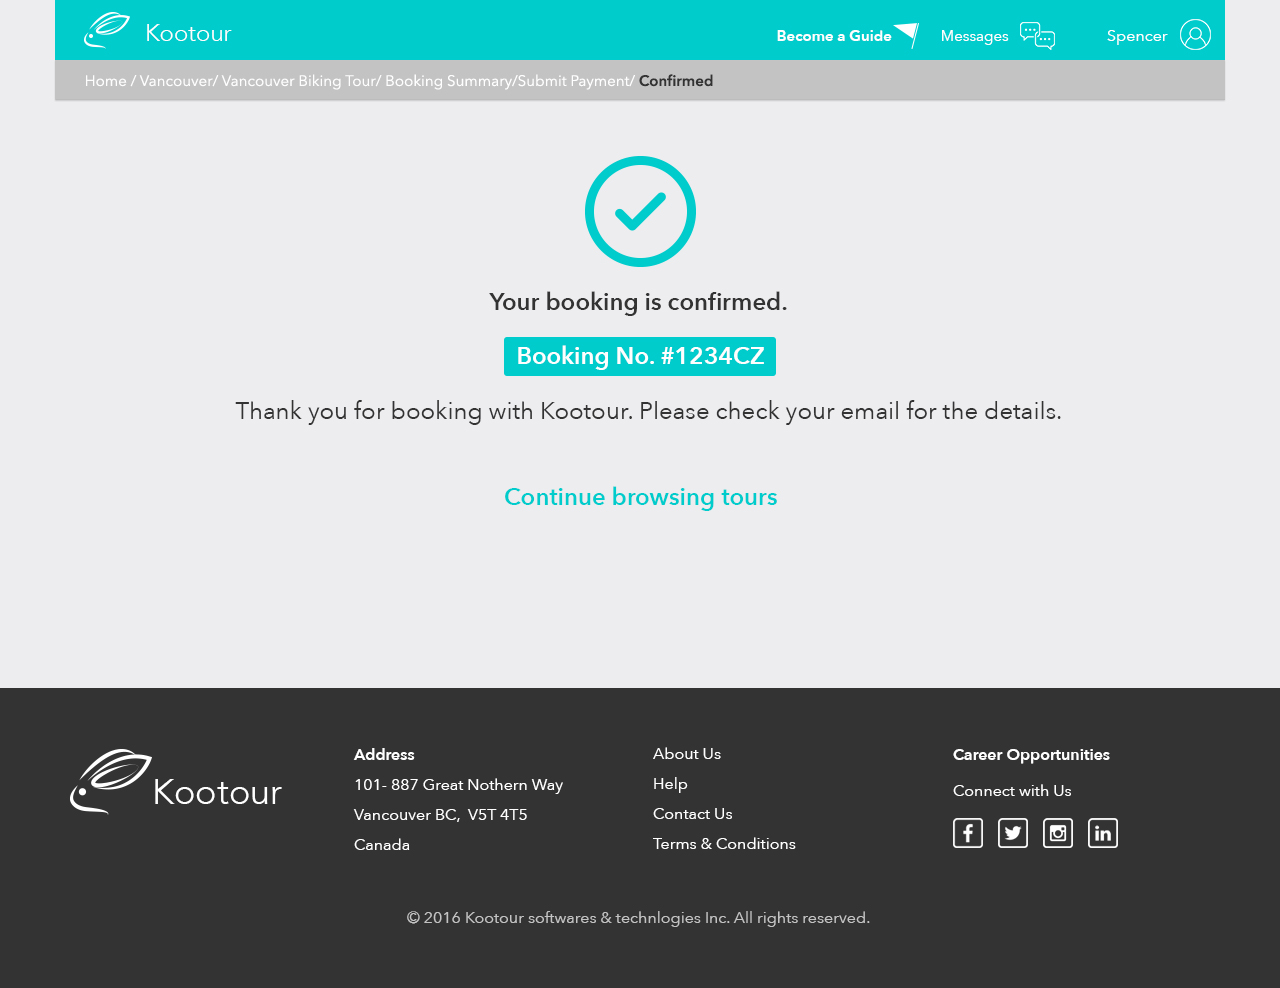 Kootour
Become a Guide
Messages
Spencer
Home / Vancouver/ Vancouver Biking Tour/ Booking Summary/Submit Payment/ Confirmed
Your booking is confirmed.
Booking No. #1234CZ
Thank you for booking with Kootour. Please check your email for the details.
Continue browsing tours
Kootour
Address
101- 887 Great Nothern Way
Vancouver BC,  V5T 4T5
Canada
About Us
Help
Contact Us
Terms & Conditions
Career Opportunities
Connect with Us
© 2016 Kootour softwares & technlogies Inc. All rights reserved.